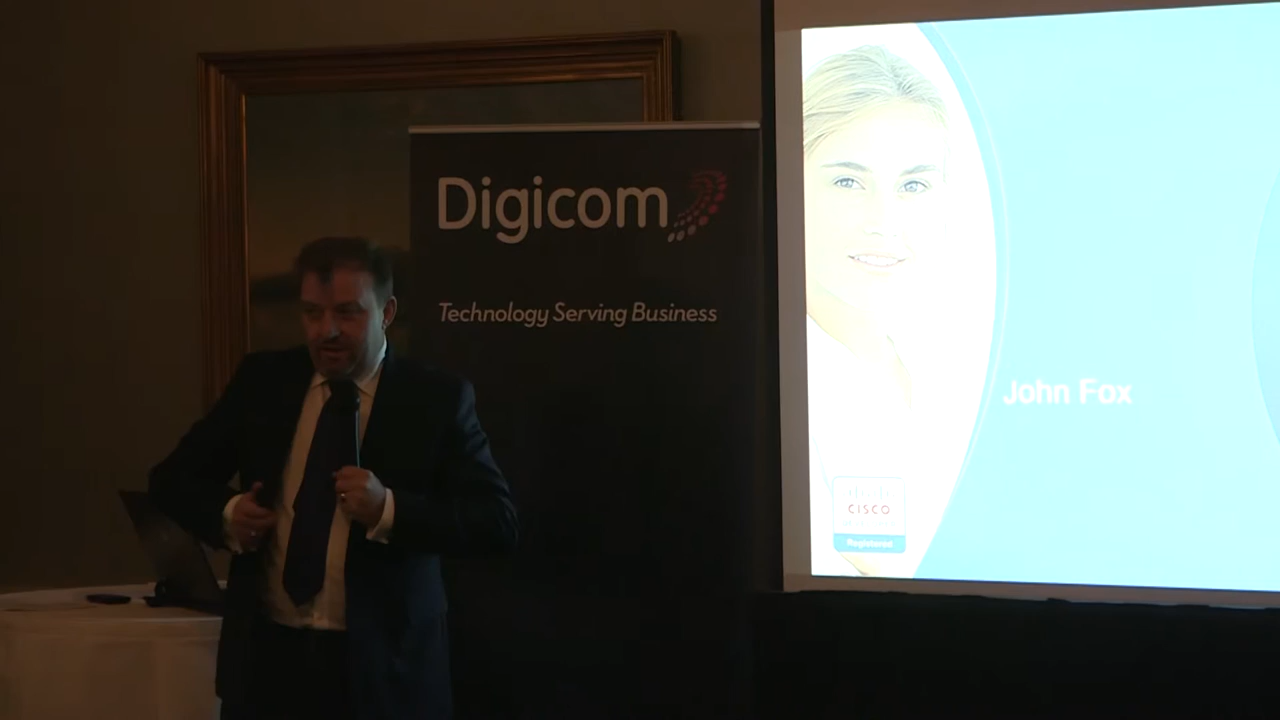 Digicom
Technology Serving Business
John Fox
CISCO
Registered